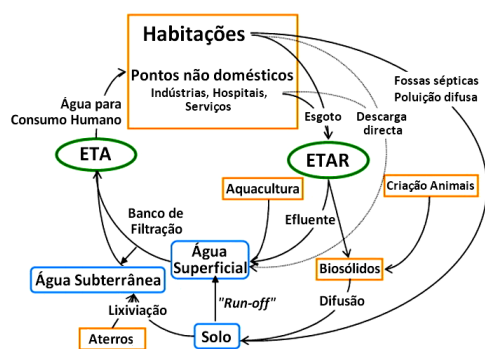 Habitações
Pontos não domésticos
Indústrias, Hospitais,
Serviços
Fossas sépticas
Poluição difusa
Água para
Consumo Humano
Esgoto
Descarga
directa
ETA
ETAR
Aquacultura
Criação Animais
Efluente
Banco de
Filtração
Água
Superficial
Biosólidos
Água Subterrânea
"Run-off"
Difusão
Lixiviação
Aterros
Solo